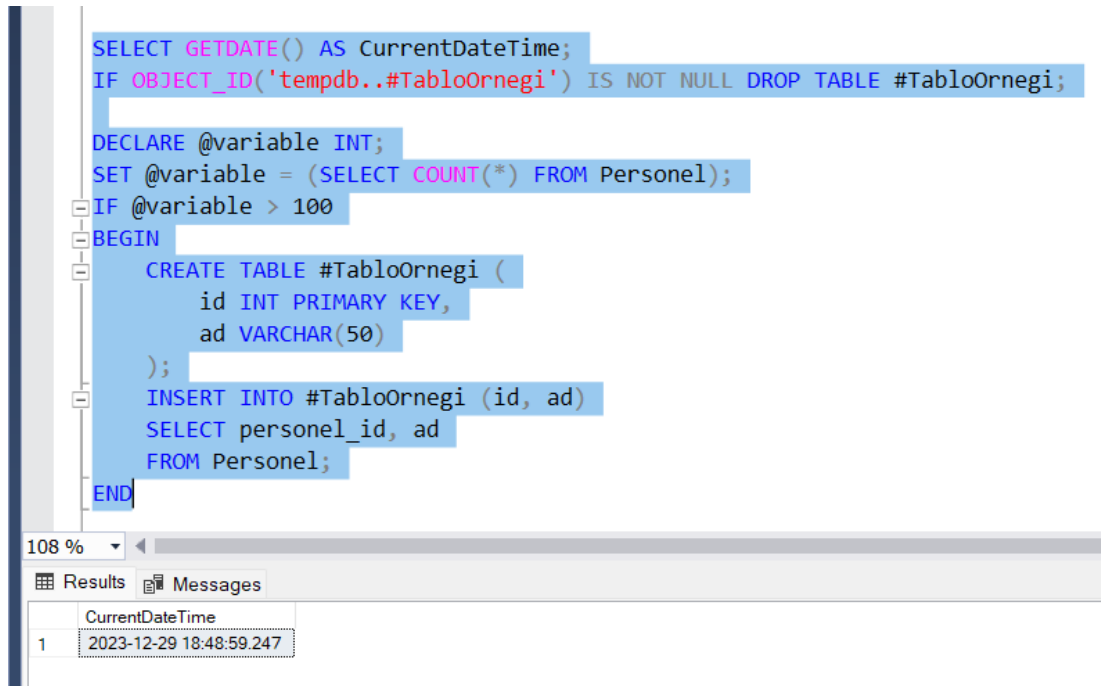 SELECT GETDATE() AS CurrentDateTime;
IF OBJECT_ID('tempdb..#TabloOrnegi') IS NOT NULL DROP TABLE #TabloOrnegi;
DECLARE @variable INT;
SET @variable = (SELECT COUNT(*) FROM Personel);
IF @variable > 100
BEGIN
CREATE TABLE #TabloOrnegi (
id INT PRIMARY KEY,
ad VARCHAR(50)
);
INSERT INTO #TabloOrnegi (id, ad)
SELECT personel_id, ad
FROM Personel;
END
108 %
Results Messages
CurrentDateTime
1 2023-12-29 18:48:59.247